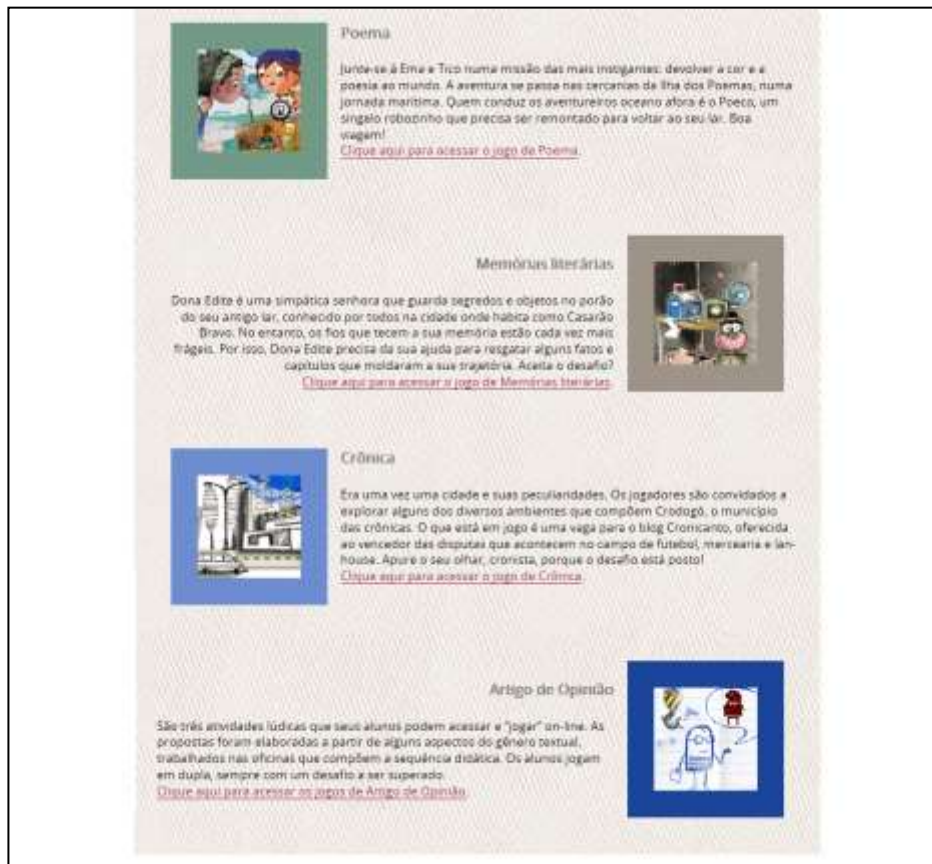 Poema
Junte-se à Ema e Tico numa missão das mais instigantes: devolver a cor e a
poesia ao mundo. A aventura se passa nas cercanias da Ilha dos Poemas, numa
jornada marítima. Quem conduz os aventureiros oceano afora é o Poeco, um
singelo robozinho que precisa ser remontado para voltar ao seu lar. Boa
viagem!
Clique aqui para acessar o jogo de Poema.
Memórias literárias
Dona Edite é uma simpática senhora que guarda segredos e objetos no porão
do seu antigo lar, conhecido por todos na cidade onde habita como Casarão
Bravo. No entanto, os fios que tecem a sua memória estão cada vez mais
frágeis. Por isso, Dona Edite precisa da sua ajuda para resgatar alguns fatos e
capítulos que moldaram a sua trajetória. Aceita o desafio?
Clique aqui para acessar o jogo de Memórias literárias.
Crônica
Era uma vez uma cidade e suas peculiaridades. Os jogadores são convidados a
explorar alguns dos diversos ambientes que compõem Crodogó, o município
das crônicas. O que está em jogo é uma vaga para o blog Cronicanto, oferecida
ao vencedor das disputas que acontecem no campo de futebol, mercearia e lan-
house. Apure o seu olhar, cronista, porque o desafio está posto!
Clique aqui para acessar o jogo de Crônica.
Artigo de Opinião
São três atividades lúdicas que seus alunos podem acessar e "jogar" on-line. As
propostas foram elaboradas a partir de alguns aspectos do gênero textual,
trabalhados nas oficinas que compõem a sequência didática. Os alunos jogam
em dupla, sempre com um desafio a ser superado.
Clique aqui para acessar os jogos de Artigo de Opinião.